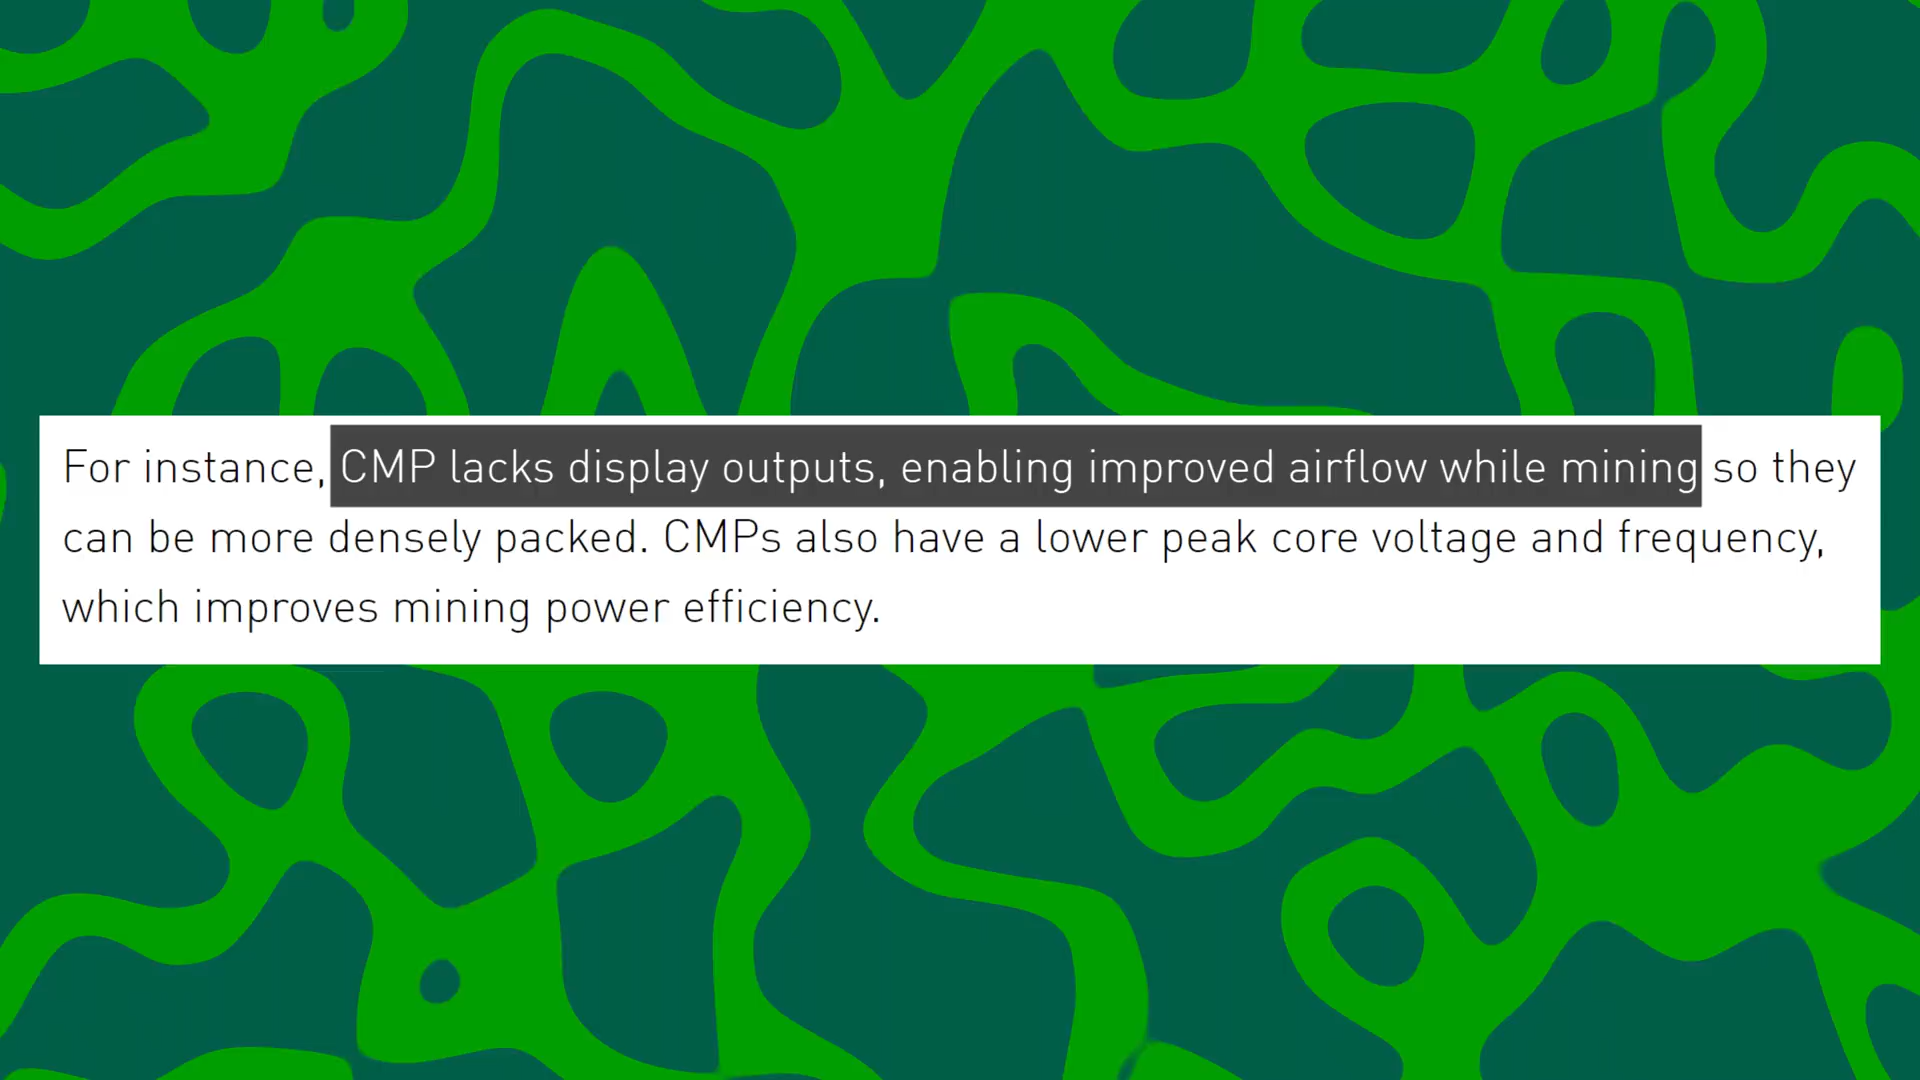 For instance, CMP lacks display outputs, enabling improved airflow while mining so they
can be more densely packed. CMPs also have a lower peak core voltage and frequency,
which improves mining power efficiency.